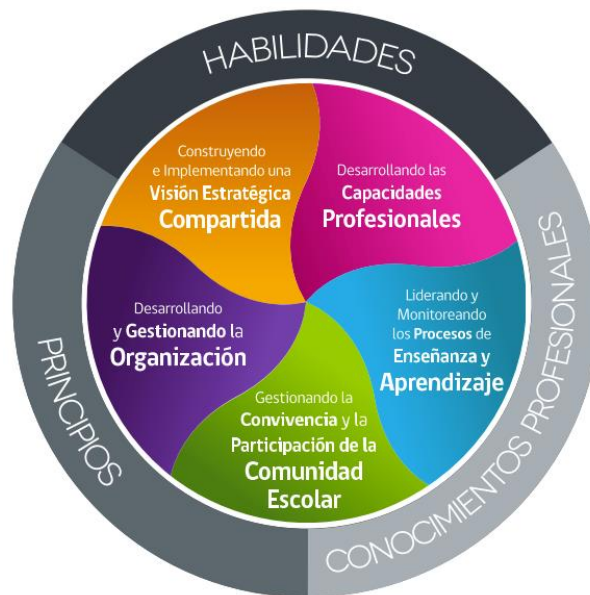 HABILIDADES
Construyendo
e Implementando una
Visión Estratégica
Compartida
Desarrollando las
Capacidades
Profesionales
Desarrollando
y Gestionando la
Organización
Liderando y
Monitoreando
los Procesos de
Enseñanza y
Aprendizaje
Gestionando la
Convivencia y la
Participación de la
Comunidad
Escolar
PRINCIPIOS
CONOCIMIENTOS PROFESIONALES